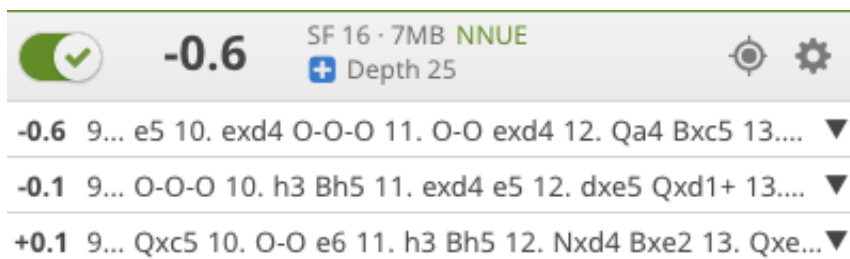 -0.6
SF 16 · 7MB NNUE
Depth 25
-0.6 9... e5 10. exd4 O-O-O 11. O-O exd4 12. Qa4 Bxc5 13....
-0.1 9... O-O-O 10. h3 Bh5 11. exd4 e5 12. dxe5 Qxd1+ 13....
+0.1 9... Qxc5 10. O-O e6 11. h3 Bh5 12. Nxd4 Bxe2 13. Qxe...